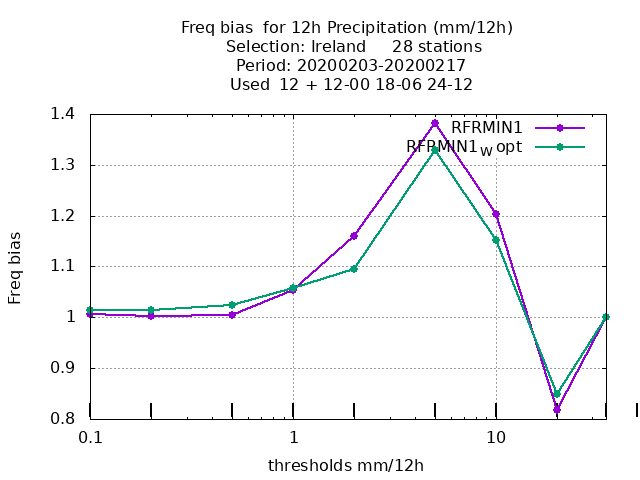 Freq bias  for 12h Precipitation (mm/12h)
Selection: Ireland     28 stations
Period: 20200203-20200217
Used  12 + 12-00 18-06 24-12
RFRMIN1
RFRMIN1W opt
Freq bias
1.4
1.3
1.2
1.1
1
0.9
0.8
0.1 1 10
thresholds mm/12h